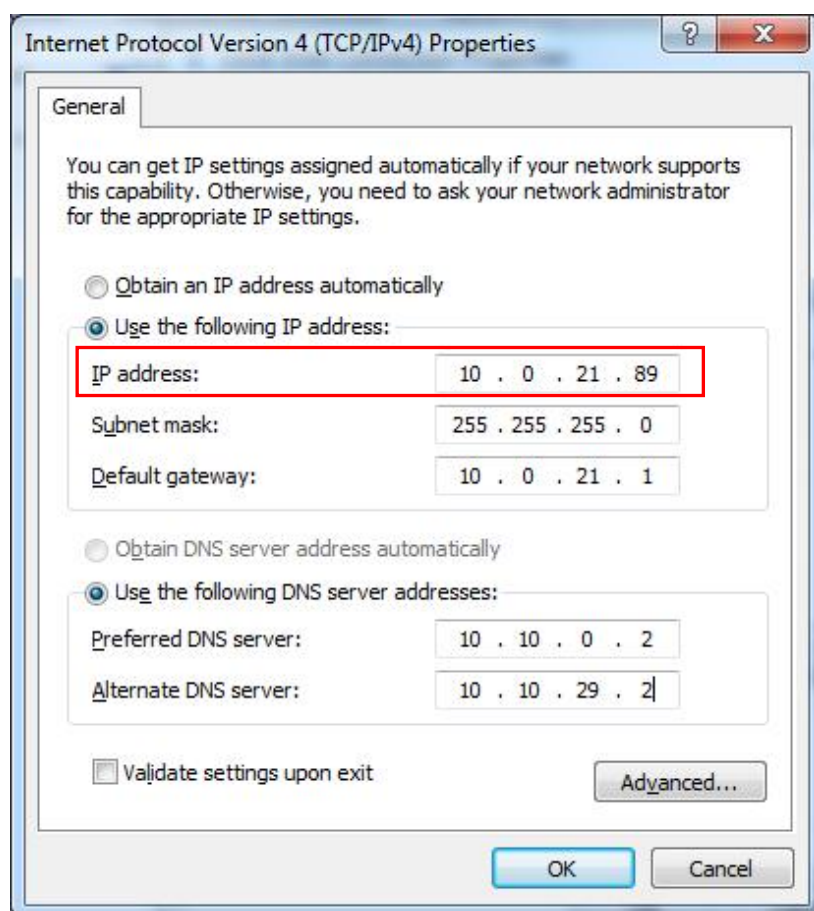 Internet Protocol Version 4 (TCP/IPv4) Properties
General
You can get IP settings assigned automatically if your network supports
this capability. Otherwise, you need to ask your network administrator
for the appropriate IP settings.
Obtain an IP address automatically
Use the following IP address:
IP address: 10 . 0 . 21 . 89
Subnet mask: 255 . 255 . 255 . 0
Default gateway: 10 . 0 . 21 . 1
Obtain DNS server address automatically
Use the following DNS server addresses:
Preferred DNS server: 10 . 10 . 0 . 2
Alternate DNS server: 10 . 10 . 29 . 2
Validate settings upon exit
Advanced...
OK Cancel